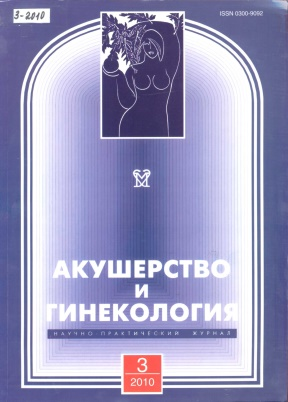 3-2010
ISSN 0300-9092
АКУШЕРСТВО
И
ГИНЕКОЛОГИЯ
НАУЧНО-ПРАКТИЧЕСКИЙ ЖУРНАЛ
3
2010